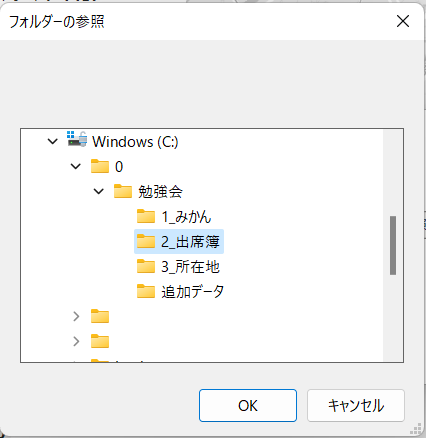 フォルダーの参照
Windows (C:)
0
勉強会
1_みかん
2_出席簿
3_所在地
追加データ
OK
キャンセル